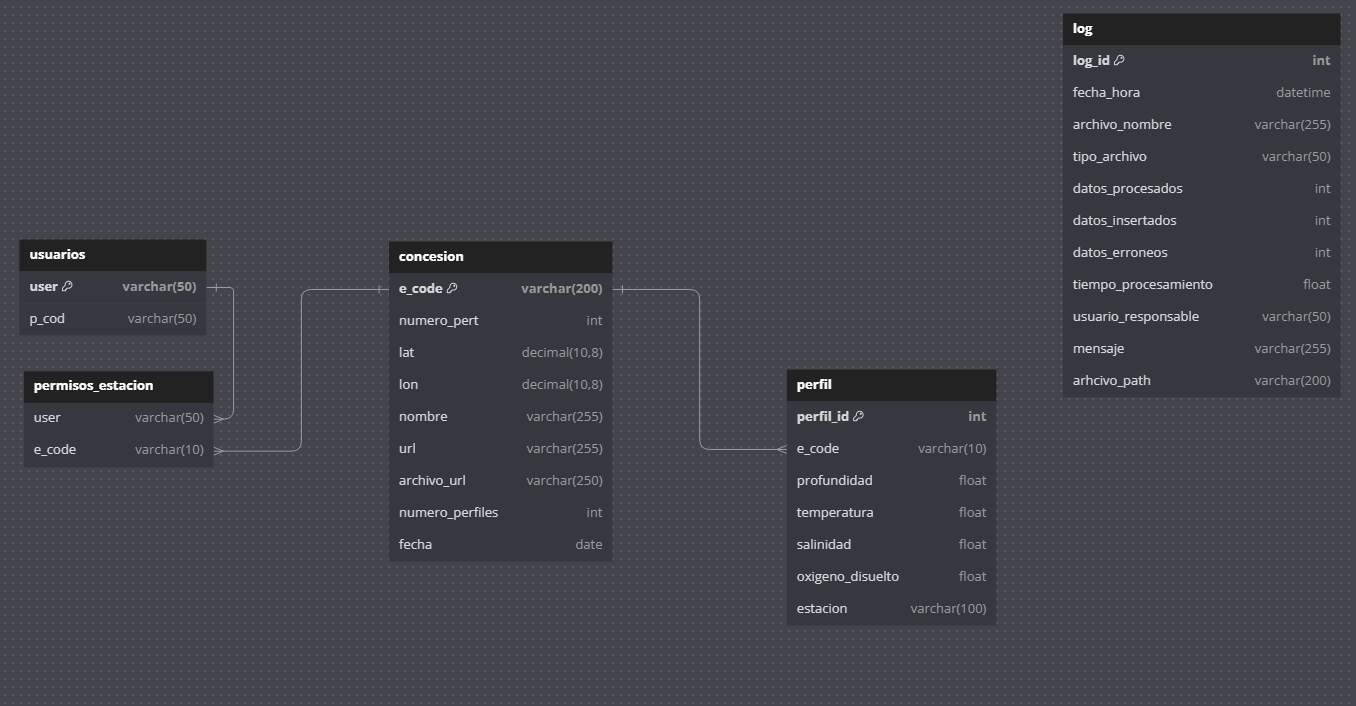 usuarios
user varchar(50)
p_cod varchar(50)
permisos_estacion
user varchar(50)
e_code varchar(10)
concesion
e_code varchar(200)
numero_pert int
lat decimal(10,8)
lon decimal(10,8)
nombre varchar(255)
url varchar(255)
archivo_url varchar(250)
numero_perfiles int
fecha date
perfil
perfil_id int
e_code varchar(10)
profundidad float
temperatura float
salinidad float
oxigeno_disuelto float
estacion varchar(100)
log
log_id int
fecha_hora datetime
archivo_nombre varchar(255)
tipo_archivo varchar(50)
datos_procesados int
datos_insertados int
datos_erroneos int
tiempo_procesamiento float
usuario_responsable varchar(50)
mensaje varchar(255)
arhcivo_path varchar(200)